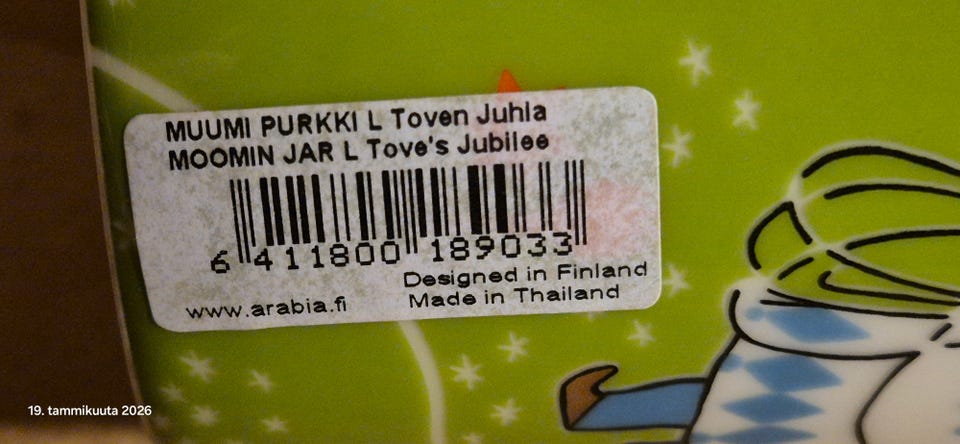 MUUMI PURKKI L Toven Juhla
MOOMIN JAR L Tove's Jubilee
6 411800 189033
Designed in Finland
www.arabia.fi Made in Thailand
19. tammikuuta 2026